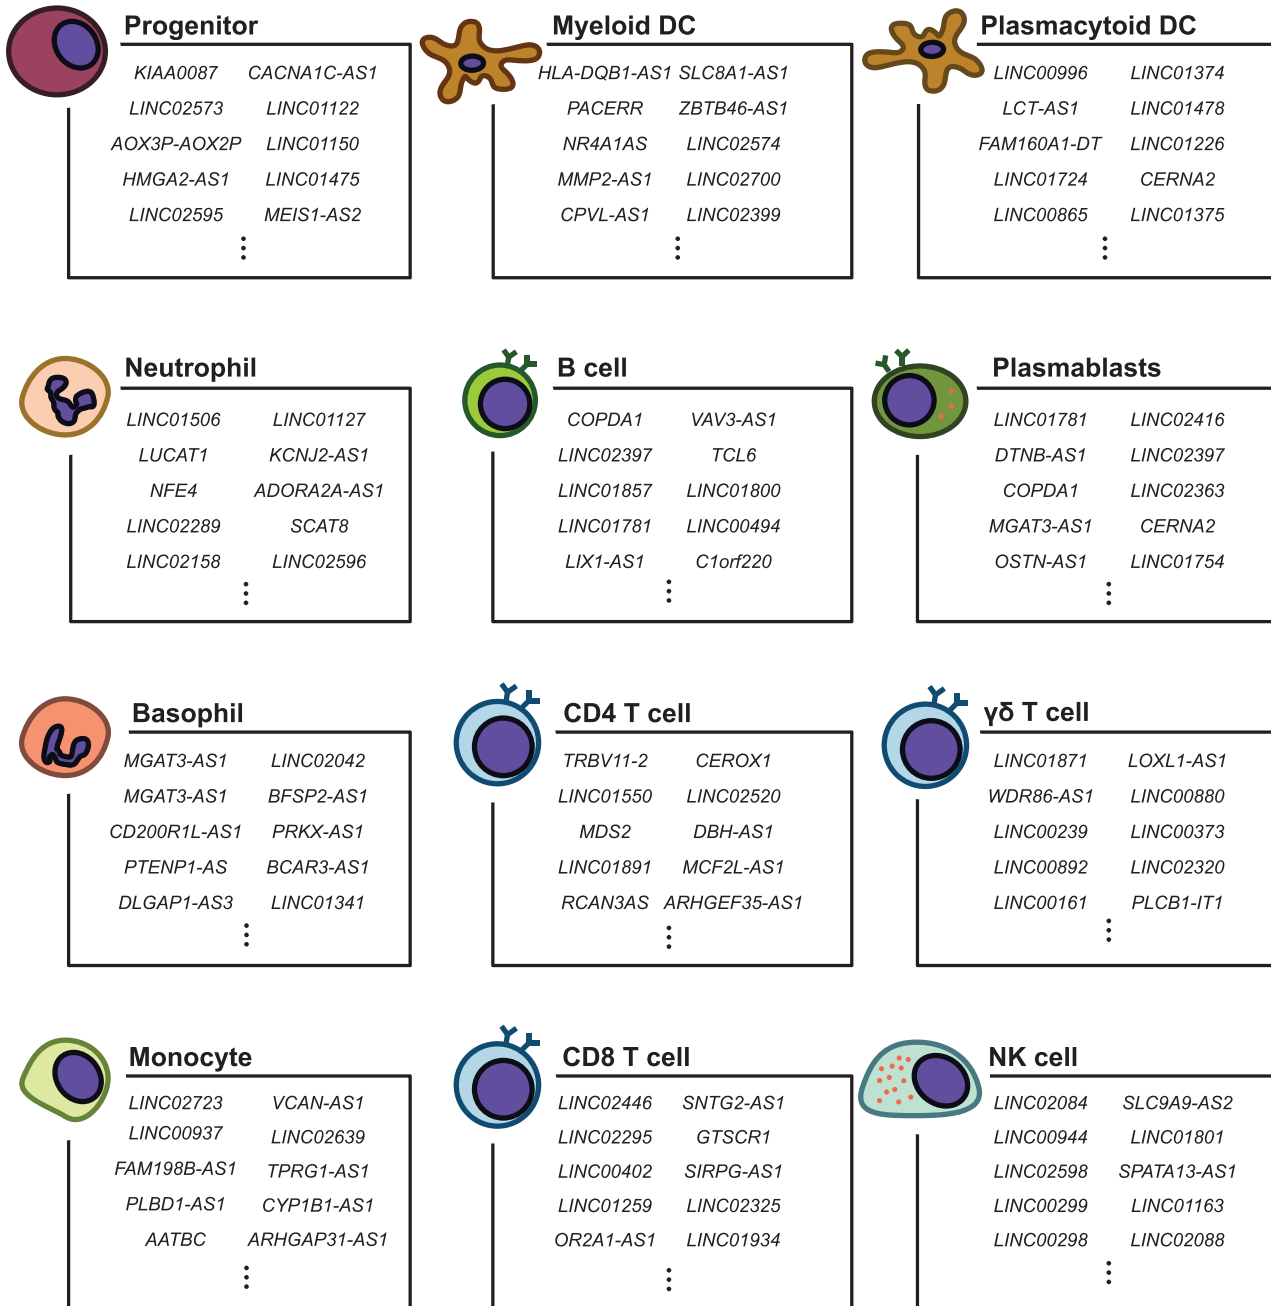 Progenitor
KIAA0087 CACNA1C-AS1
LINC02573 LINC01122
AOX3P-AOX2P LINC01150
HMGA2-AS1 LINC01475
LINC02595 MEIS1-AS2
Myeloid DC
HLA-DQB1-AS1 SLC8A1-AS1
PACERR ZBTB46-AS1
NR4A1AS LINC02574
MMP2-AS1 LINC02700
CPVL-AS1 LINC02399
Plasmacytoid DC
LINC00996 LINC01374
LCT-AS1 LINC01478
FAM160A1-DT LINC01226
LINC01724 CERNA2
LINC00865 LINC01375
Neutrophil
LINC01506 LINC01127
LUCAT1 KCNJ2-AS1
NFE4 ADORA2A-AS1
LINC02289 SCAT8
LINC02158 LINC02596
B cell
COPDA1 VAV3-AS1
LINC02397 TCL6
LINC01857 LINC01800
LINC01781 LINC00494
LIX1-AS1 C1orf220
Plasmablasts
LINC01781 LINC02416
DTNB-AS1 LINC02397
COPDA1 LINC02363
MGAT3-AS1 CERNA2
OSTN-AS1 LINC01754
Basophil
MGAT3-AS1 LINC02042
MGAT3-AS1 BFSP2-AS1
CD200R1L-AS1 PRKX-AS1
PTENP1-AS BCAR3-AS1
DLGAP1-AS3 LINC01341
CD4 T cell
TRBV11-2 CEROX1
LINC01550 LINC02520
MDS2 DBH-AS1
LINC01891 MCF2L-AS1
RCAN3AS ARHGEF35-AS1
γδ T cell
LINC01871 LOXL1-AS1
WDR86-AS1 LINC00880
LINC00239 LINC00373
LINC00892 LINC02320
LINC00161 PLCB1-IT1
Monocyte
LINC02723 VCAN-AS1
LINC00937 LINC02639
FAM198B-AS1 TPRG1-AS1
PLBD1-AS1 CYP1B1-AS1
AATBC ARHGAP31-AS1
CD8 T cell
LINC02446 SNTG2-AS1
LINC02295 GTSCR1
LINC00402 SIRPG-AS1
LINC01259 LINC02325
OR2A1-AS1 LINC01934
NK cell
LINC02084 SLC9A9-AS2
LINC00944 LINC01801
LINC02598 SPATA13-AS1
LINC00299 LINC01163
LINC00298 LINC02088